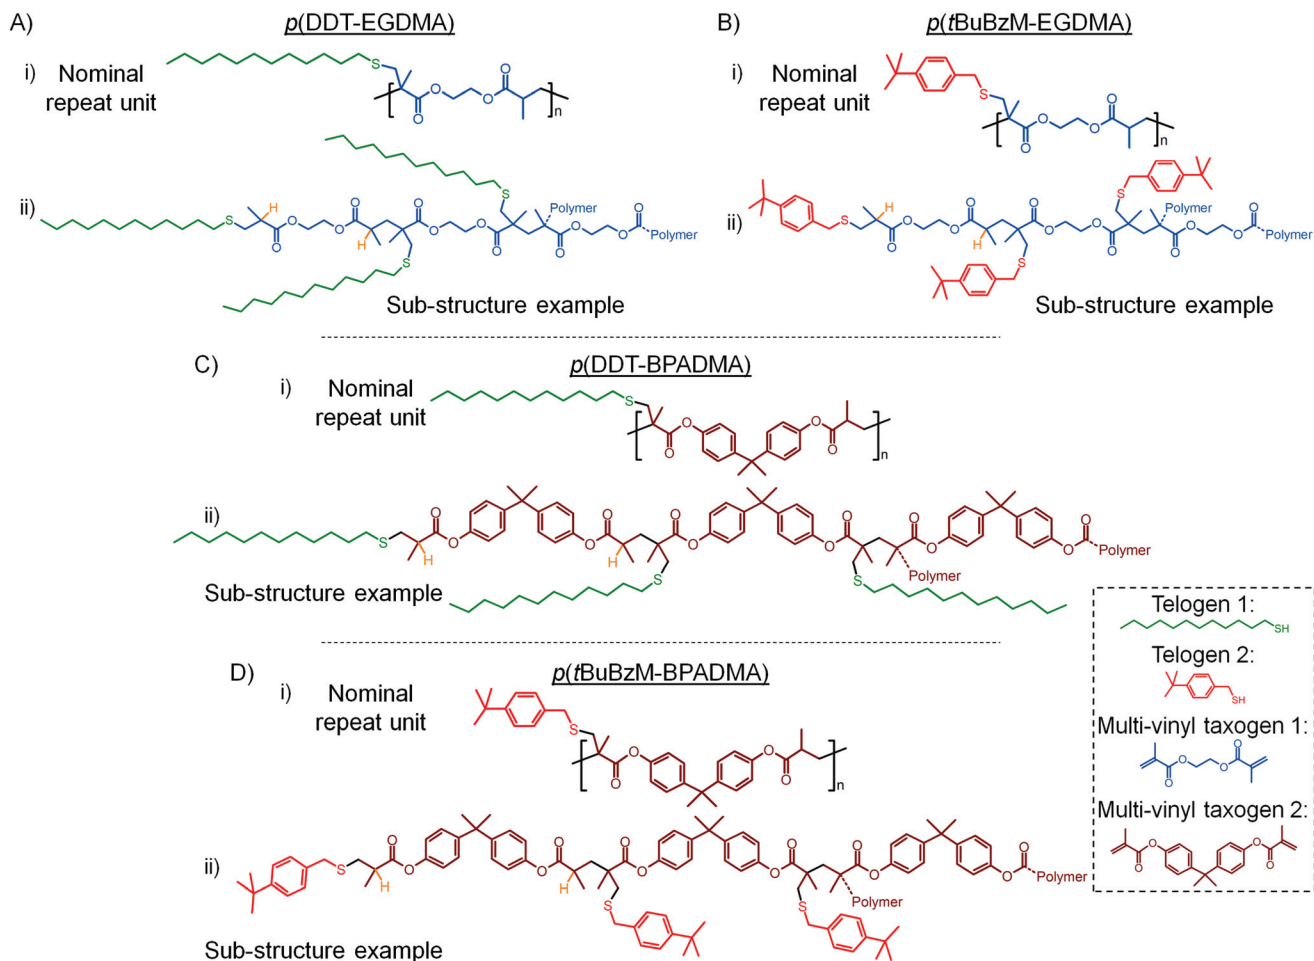 A)
p(DDT-EGDMA)
i) Nominal
repeat unit
S
O
O
O
O
n
ii)
S
H
O
O
O
O
H
S
O
O
O
O
S
Polymer
O
O
O
O
Polymer
Sub-structure example
B)
p(tBuBzM-EGDMA)
i) Nominal
repeat unit
S
O
O
O
O
n
ii)
S
H
O
O
O
O
H
S
O
O
O
O
S
Polymer
O
O
O
O
Polymer
Sub-structure example
C)
p(DDT-BPADMA)
i) Nominal
repeat unit
S
O
O
O
O
n
ii)
S
H
O
O
O
O
H
S
O
O
O
O
S
Polymer
O
O
O
O
Polymer
Sub-structure example
D)
p(tBuBzM-BPADMA)
i) Nominal
repeat unit
S
O
O
O
O
n
ii)
S
H
O
O
O
O
H
S
O
O
O
O
S
Polymer
O
O
O
O
Polymer
Sub-structure example
Telogen 1:
SH
Telogen 2:
SH
Multi-vinyl taxogen 1:
O
O
O
O
Multi-vinyl taxogen 2:
O
O
O
O